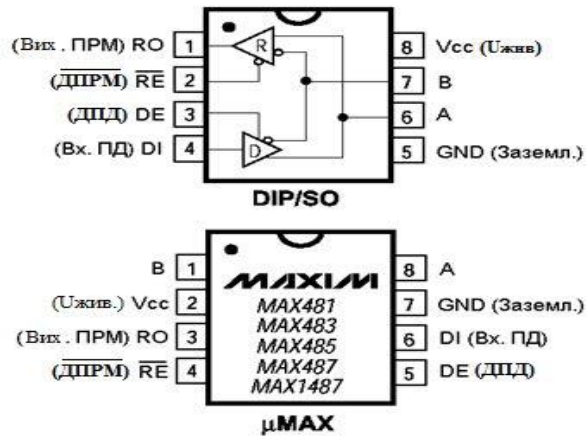 (Вих . ПРМ) RO 1
8 Vcc (Uжив)
R
(ДПРМ) RE 2
7 B
(ДПД) DE 3
6 A
(Вх. ПД) DI 4
D
5 GND (Заземл.)
DIP/SO
B 1
MAXIM
8 A
(Uжив.) Vcc 2
MAX481
7 GND (Заземл.)
MAX483
(Вих . ПРМ) RO 3
MAX485
6 DI (Вх. ПД)
MAX487
(ДПРМ) RE 4
MAX1487
5 DE (ДПД)
μMAX